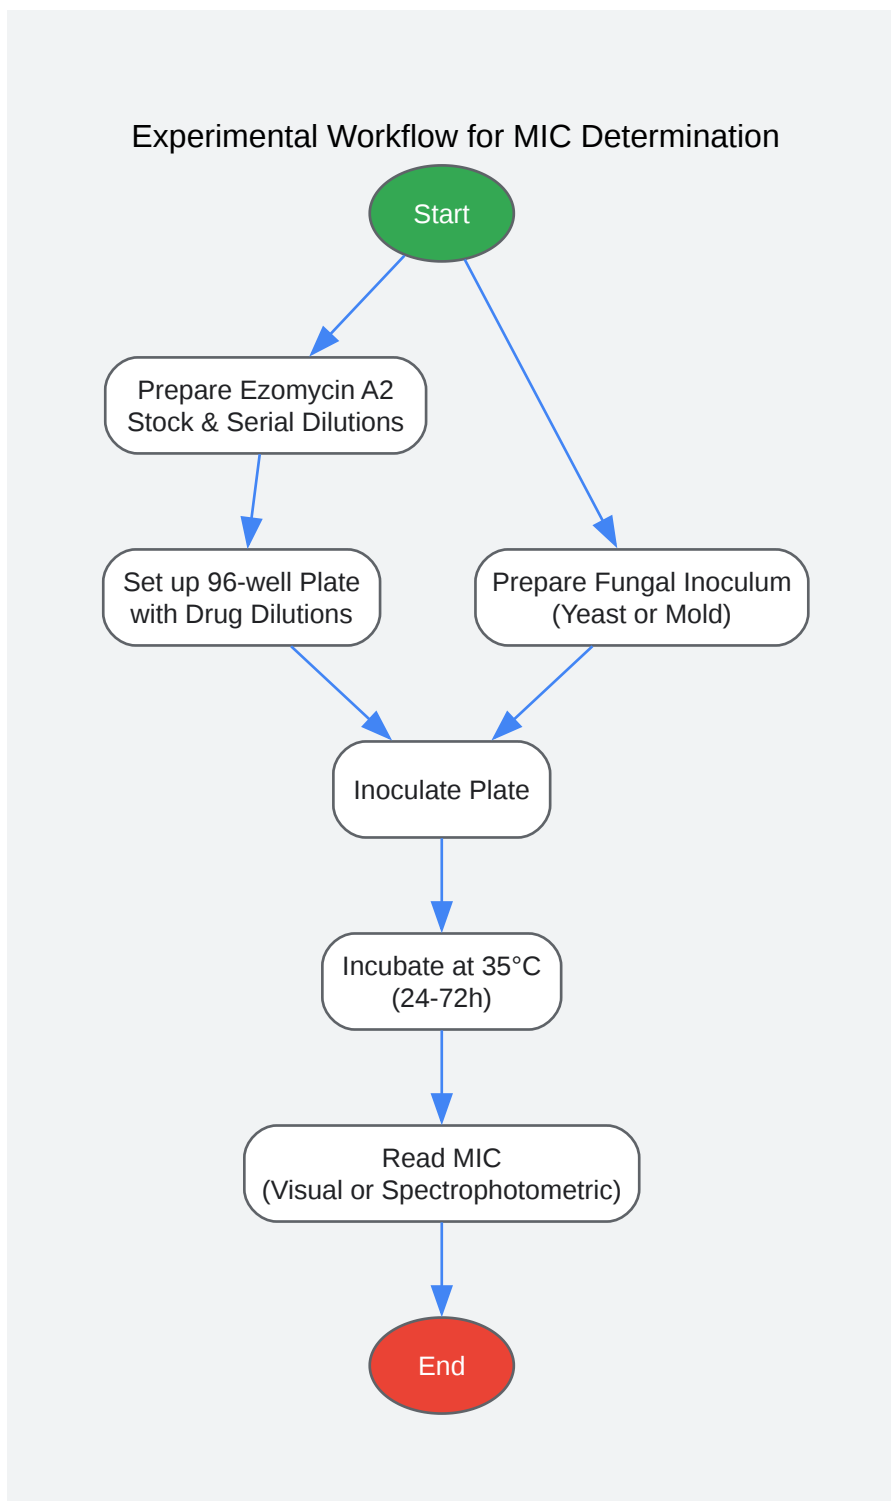 Experimental Workflow for MIC Determination
Start
Prepare Ezomycin A2
Stock & Serial Dilutions
Set up 96-well Plate
with Drug Dilutions
Prepare Fungal Inoculum
(Yeast or Mold)
Inoculate Plate
Incubate at 35°C
(24-72h)
Read MIC
(Visual or Spectrophotometric)
End